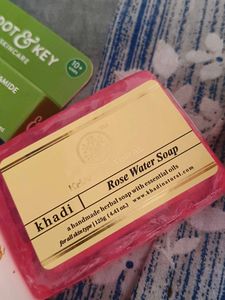 OOT & KEY
SKINCARE
AMIDE
10+
Rose Water Soap
khadi
a handmade herbal soap with essential oils
for all skin type | 125g (4.41 oz.)
www.khadinatural.com